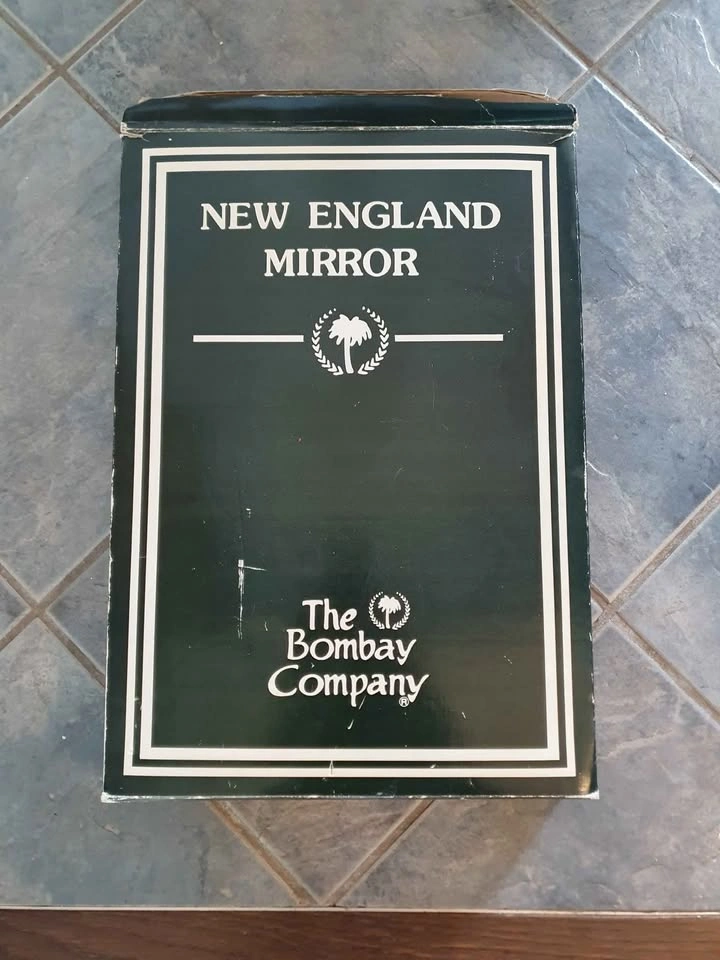 NEW ENGLAND
MIRROR
The
Bombay
Company®